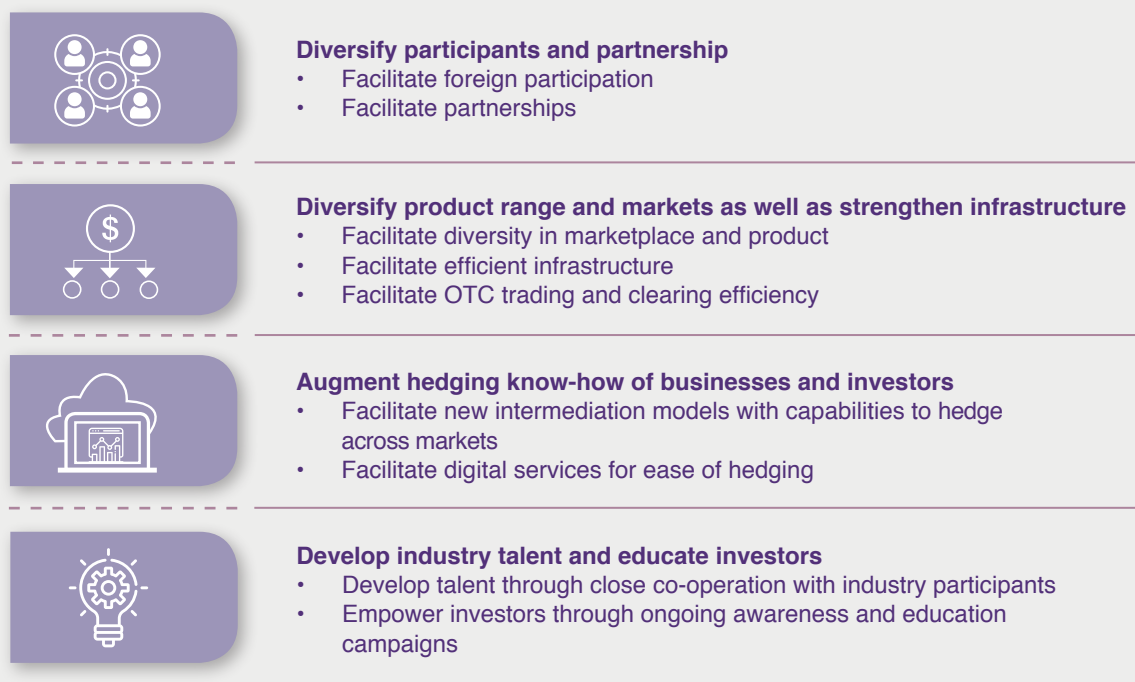 Diversify participants and partnership
• Facilitate foreign participation
• Facilitate partnerships
$
Diversify product range and markets as well as strengthen infrastructure
• Facilitate diversity in marketplace and product
• Facilitate efficient infrastructure
• Facilitate OTC trading and clearing efficiency
Augment hedging know-how of businesses and investors
• Facilitate new intermediation models with capabilities to hedge
across markets
• Facilitate digital services for ease of hedging
Develop industry talent and educate investors
• Develop talent through close co-operation with industry participants
• Empower investors through ongoing awareness and education
campaigns